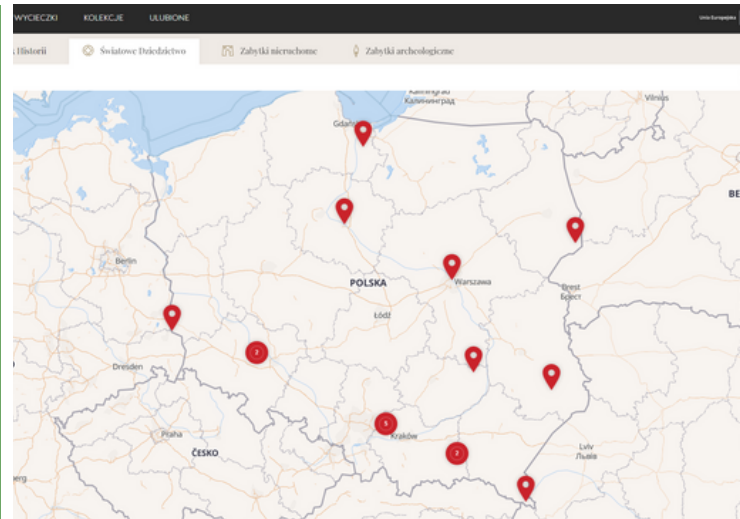 WYCIECZKI KOLEKCJE ULUBIONE Unia Europejska
Historii Światowe Dziedzictwo Zabytki nieruchome Zabytki archeologiczne
Kaliningrad
Калининград
Vilnius
Gdańsk
BE
Berlin
POLSKA
Warszawa
Brest
Брест
Łódź
2
Dresden
5
Kraków
2
Praha
ČESKO
Lviv
Львів